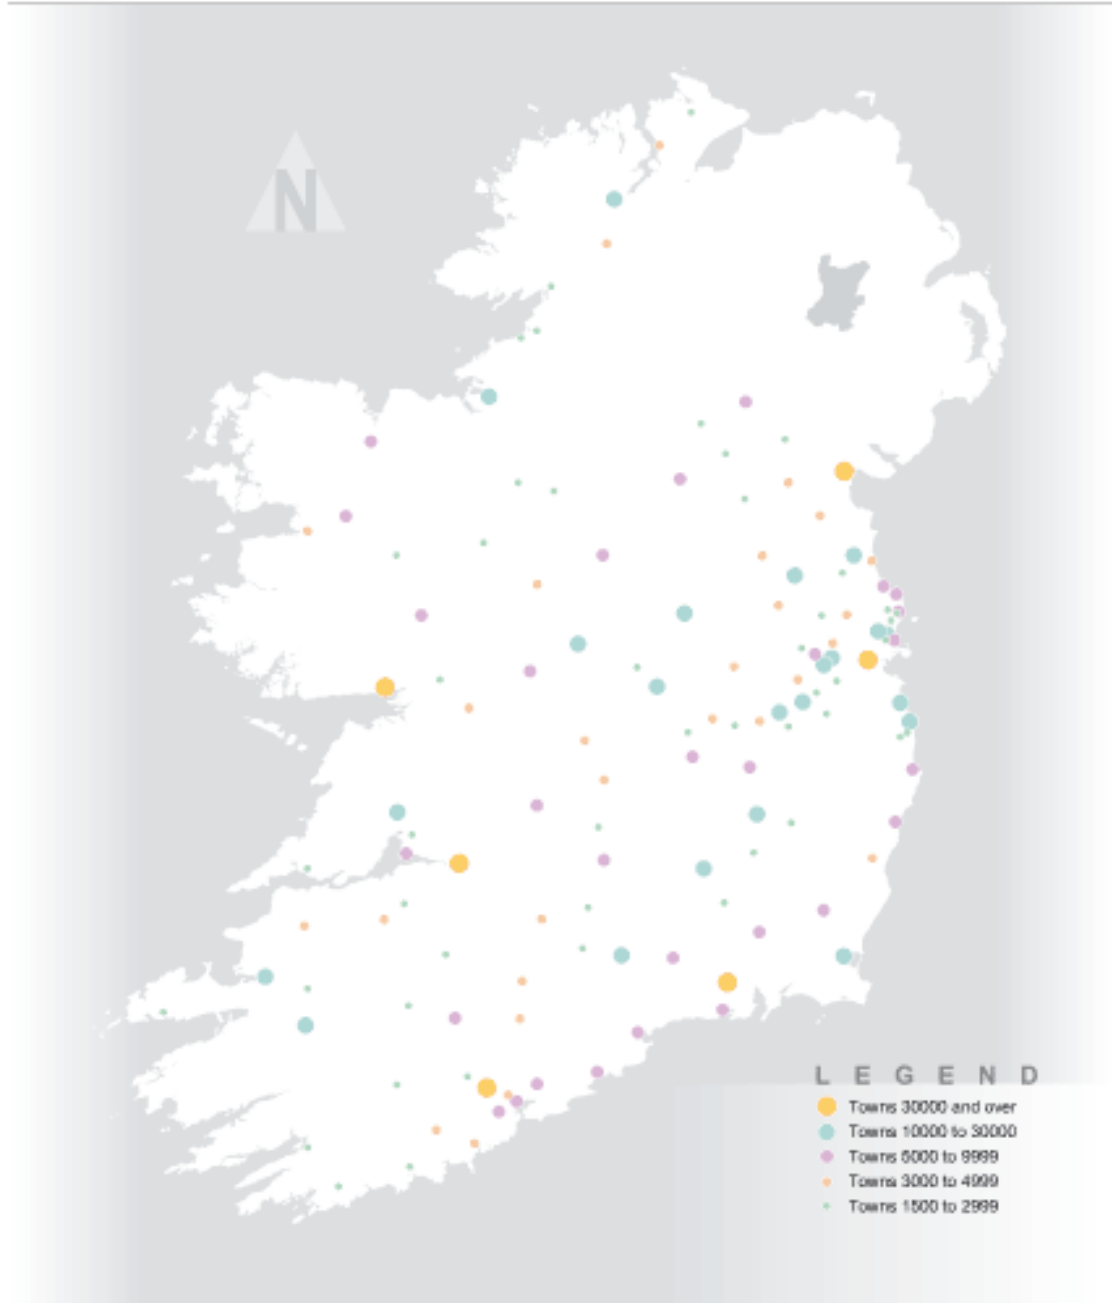 N
LEGEND
Towns 30000 and over
Towns 10000 to 30000
Towns 5000 to 9999
Towns 3000 to 4999
Towns 1500 to 2999